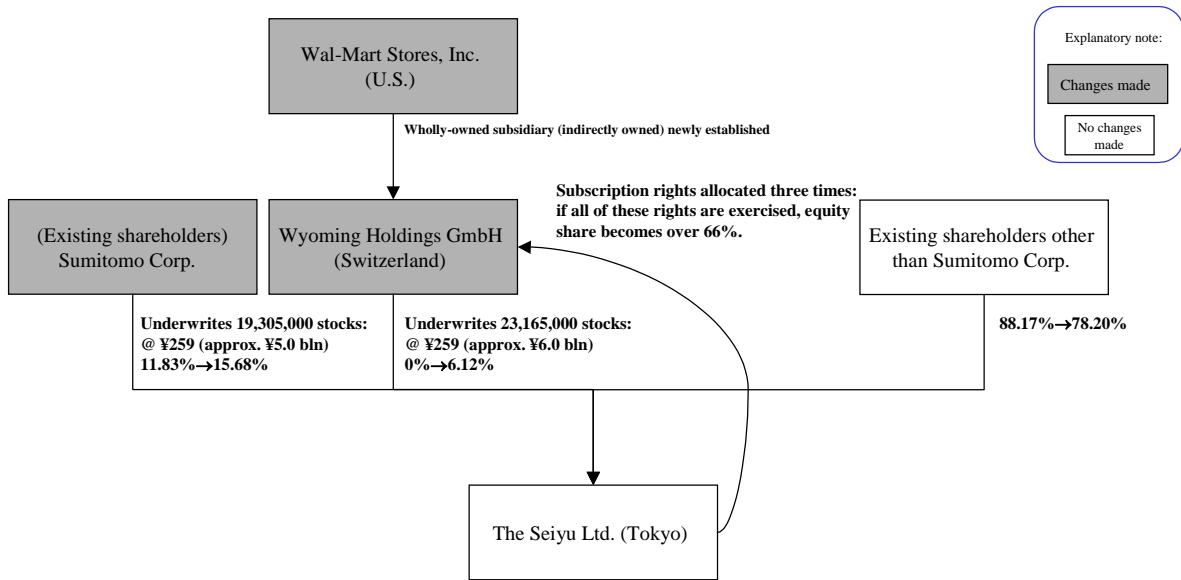 Wal-Mart Stores, Inc.
(U.S.)
Explanatory note:
Changes made
No changes
made
Wholly-owned subsidiary (indirectly owned) newly established
Subscription rights allocated three times:
if all of these rights are exercised, equity
share becomes over 66%.
(Existing shareholders)
Sumitomo Corp.
Wyoming Holdings GmbH
(Switzerland)
Existing shareholders other
than Sumitomo Corp.
Underwrites 19,305,000 stocks:
@ ¥259 (approx. ¥5.0 bln)
11.83%→15.68%
Underwrites 23,165,000 stocks:
@ ¥259 (approx. ¥6.0 bln)
0%→6.12%
88.17%→78.20%
The Seiyu Ltd. (Tokyo)